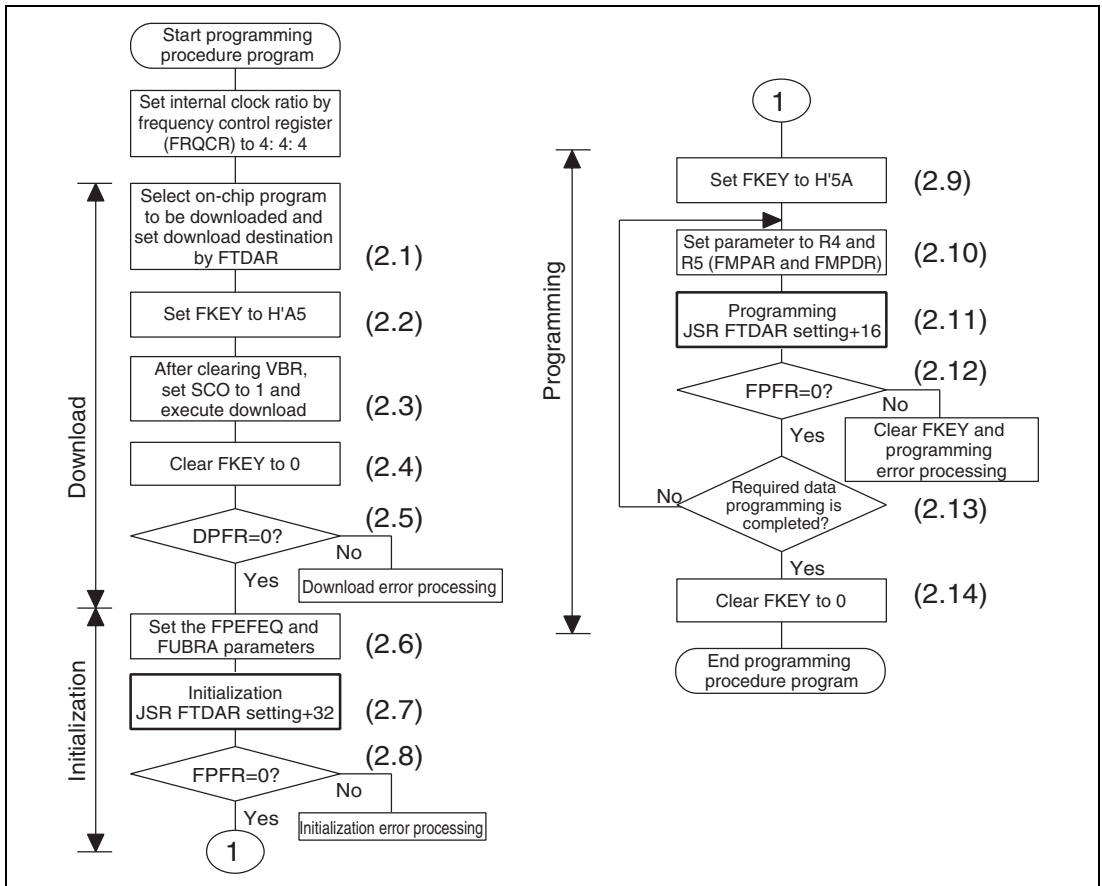 Start programming
procedure program
Set internal clock ratio by
frequency control register
(FRQCR) to 4: 4: 4
Download
Select on-chip program
to be downloaded and
set download destination
by FTDAR
(2.1)
Set FKEY to H'A5
(2.2)
After clearing VBR,
set SCO to 1 and
execute download
(2.3)
Clear FKEY to 0
(2.4)
DPFR=0?
(2.5)
No
Yes
Download error processing
Initialization
Set the FPEFEQ and
FUBRA parameters
(2.6)
Initialization
JSR FTDAR setting+32
(2.7)
FPFR=0?
(2.8)
No
Yes
Initialization error processing
1
1
Programming
Set FKEY to H'5A
(2.9)
Set parameter to R4 and
R5 (FMPAR and FMPDR)
(2.10)
Programming
JSR FTDAR setting+16
(2.11)
FPFR=0?
(2.12)
No
Yes
Clear FKEY and
programming
error processing
Required data
programming is
completed?
(2.13)
No
Yes
Clear FKEY to 0
(2.14)
End programming
procedure program